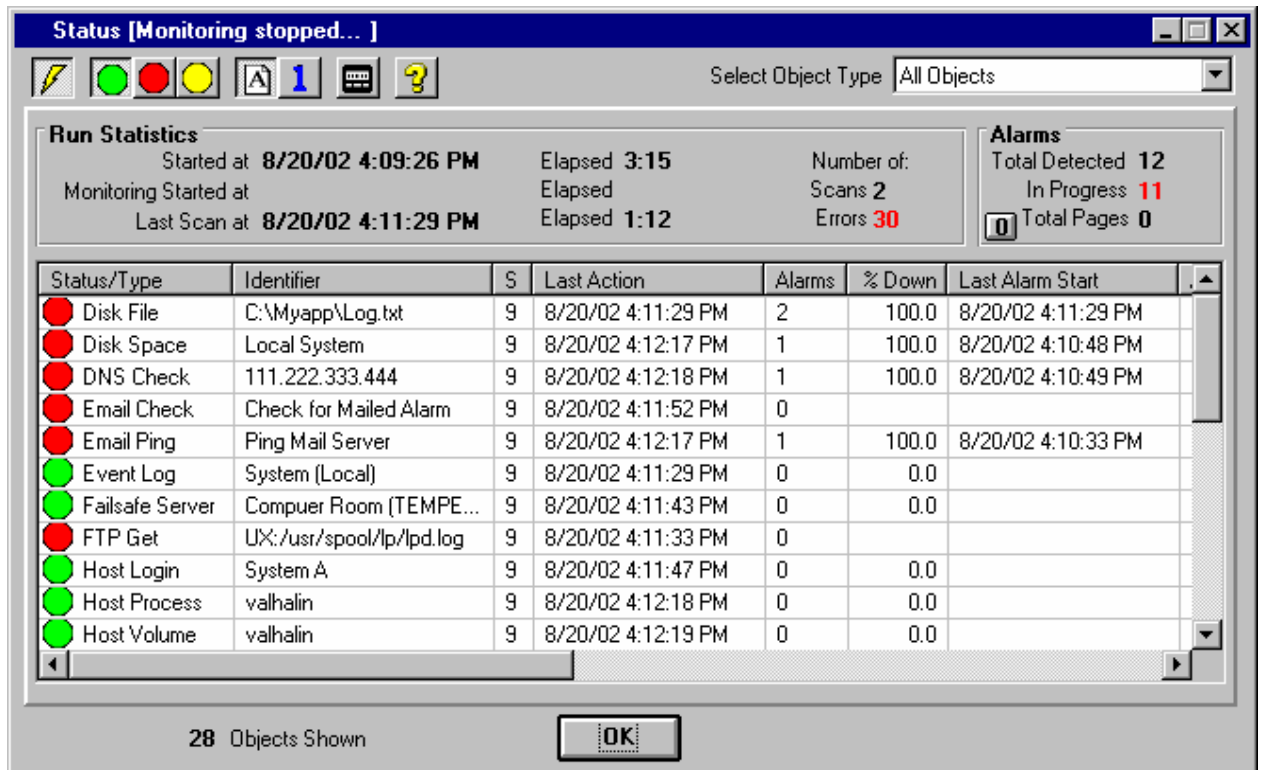 Status [Monitoring stopped... ]
A 1 ? Select Object Type All Objects
Run Statistics Alarms
Started at 8/20/02 4:09:26 PM Elapsed 3:15 Number of: Total Detected 12
Monitoring Started at Elapsed Scans 2 In Progress 11
Last Scan at 8/20/02 4:11:29 PM Elapsed 1:12 Errors 30 0 Total Pages 0
Status/Type Identifier S Last Action Alarms % Down Last Alarm Start
Disk File C:\Myapp\Log.txt 9 8/20/02 4:11:29 PM 2 100.0 8/20/02 4:11:29 PM
Disk Space Local System 9 8/20/02 4:12:17 PM 1 100.0 8/20/02 4:10:48 PM
DNS Check 111.222.333.444 9 8/20/02 4:12:18 PM 1 100.0 8/20/02 4:10:49 PM
Email Check Check for Mailed Alarm 9 8/20/02 4:11:52 PM 0
Email Ping Ping Mail Server 9 8/20/02 4:12:17 PM 1 100.0 8/20/02 4:10:33 PM
Event Log System (Local) 9 8/20/02 4:11:29 PM 0 0.0
Failsafe Server Compuer Room (TEMPE... 9 8/20/02 4:11:43 PM 0 0.0
FTP Get UX:/usr/spool/lp/lpd.log 9 8/20/02 4:11:33 PM 0
Host Login System A 9 8/20/02 4:11:47 PM 0 0.0
Host Process valhalin 9 8/20/02 4:12:18 PM 0 0.0
Host Volume valhalin 9 8/20/02 4:12:19 PM 0 0.0
28 Objects Shown OK